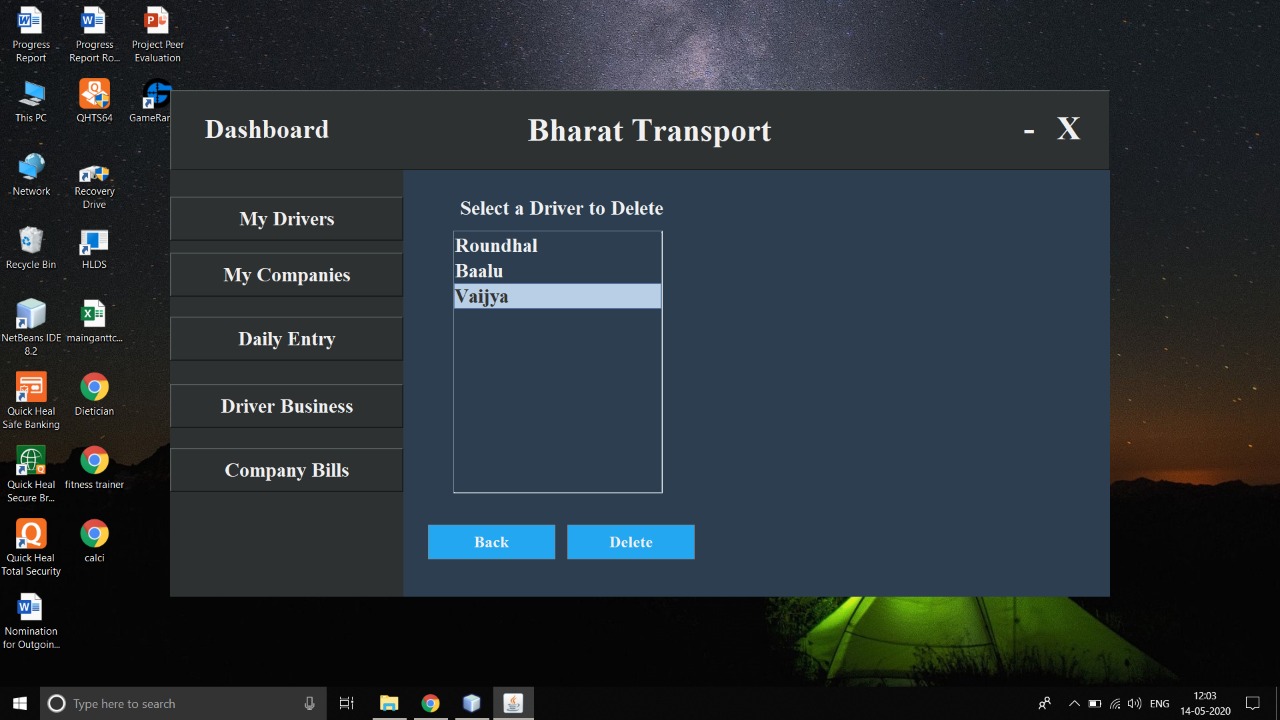 Progress
Report
Progress
Report Ro...
Project Peer
Evaluation
This PC
QHTS64
GameRan
Network
Recovery
Drive
Recycle Bin
HLDS
NetBeans IDE
8.2
mainganttc...
Quick Heal
Safe Banking
Dietician
Quick Heal
Secure Br...
fitness trainer
Quick Heal
Total Security
calci
Nomination
for Outgoin...
Dashboard
Bharat Transport
- X
My Drivers
My Companies
Daily Entry
Driver Business
Company Bills
Select a Driver to Delete
Roundhal
Baalu
Vaijya
Back
Delete
Type here to search
ENG
12:03
14-05-2020